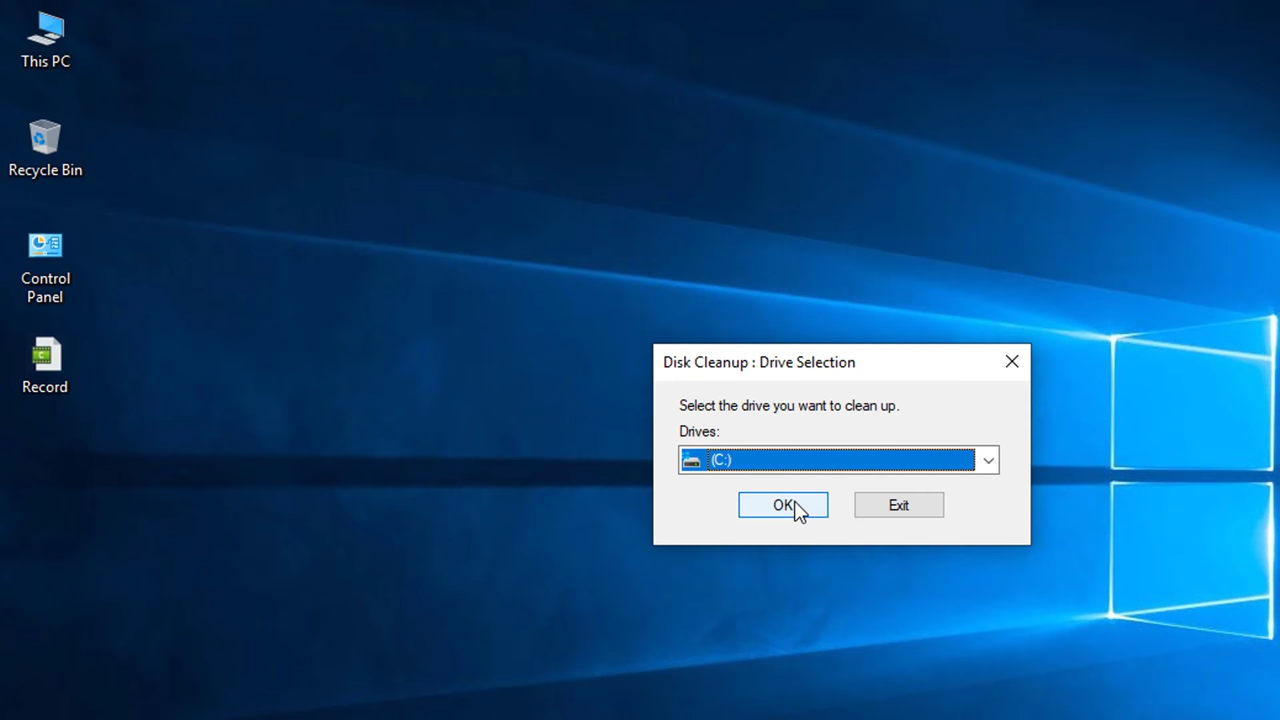 This PC
Recycle Bin
Control
Panel
Record
Disk Cleanup : Drive Selection
Select the drive you want to clean up.
Drives:
(C:)
OK
Exit